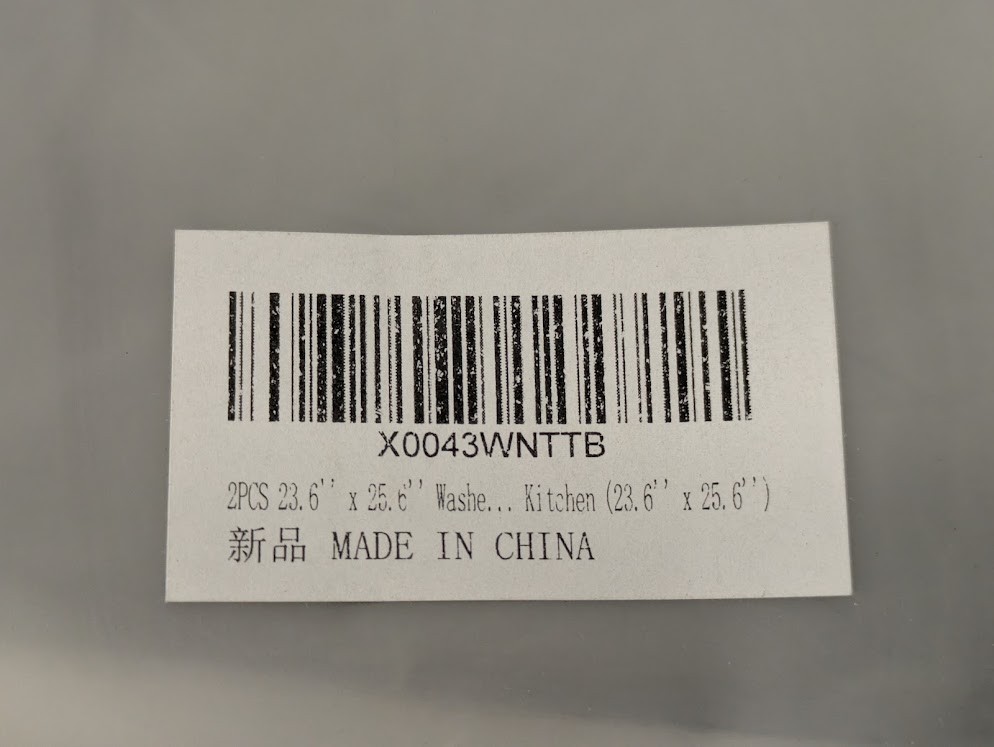 X0043WNTTB
2PCS 23.6'' x 25.6'' Washe... Kitchen (23.6'' x 25.6'')
新品 MADE IN CHINA